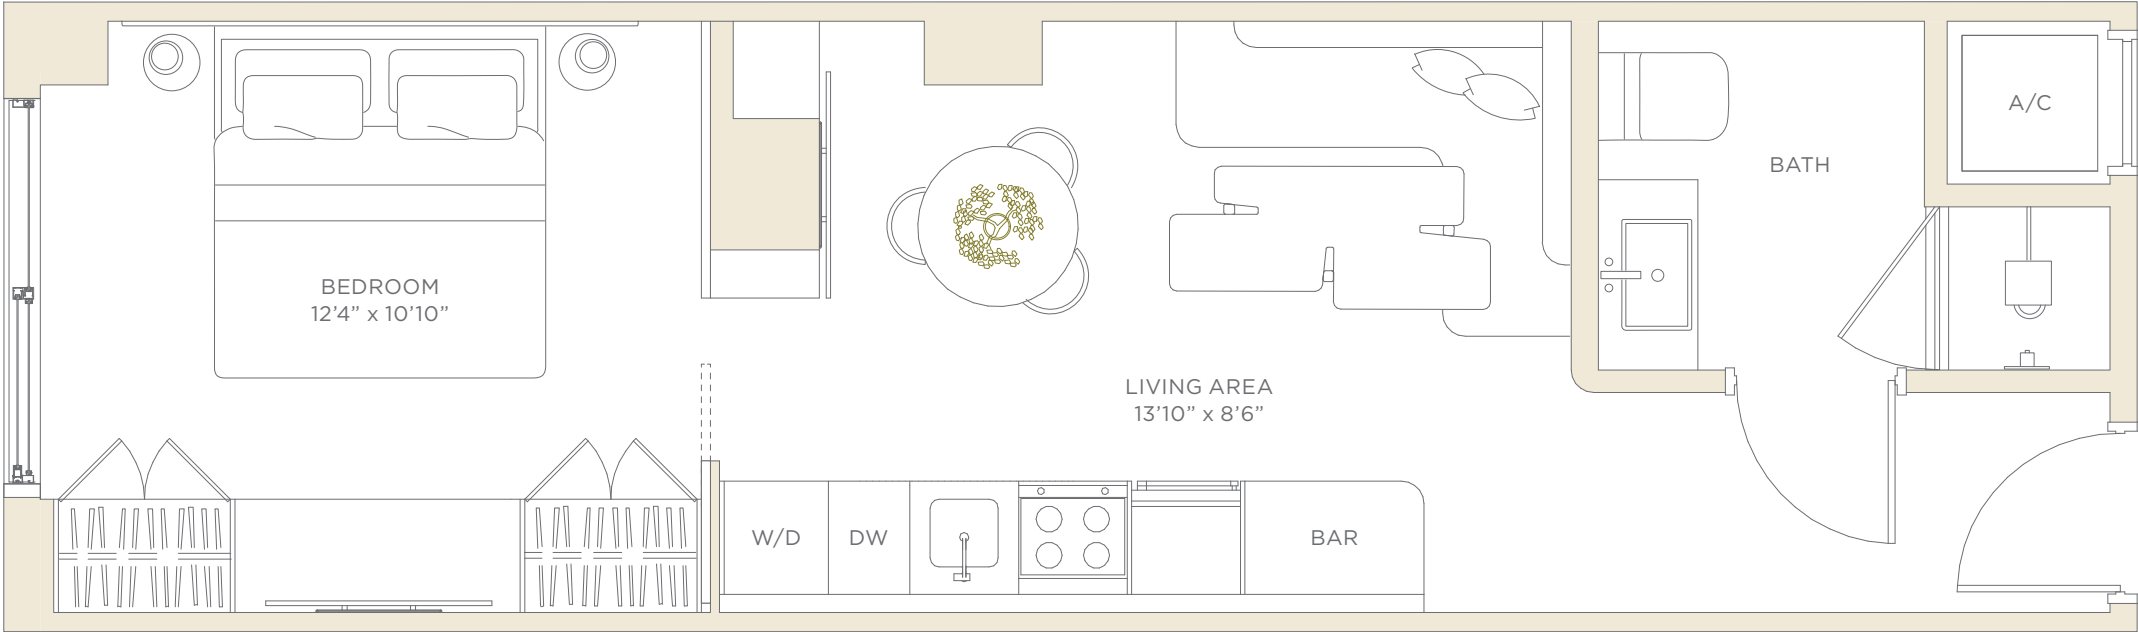 A/C
BATH
BEDROOM
12’4” x 10’10”
LIVING AREA
13’10” x 8’6”
W/D
DW
BAR